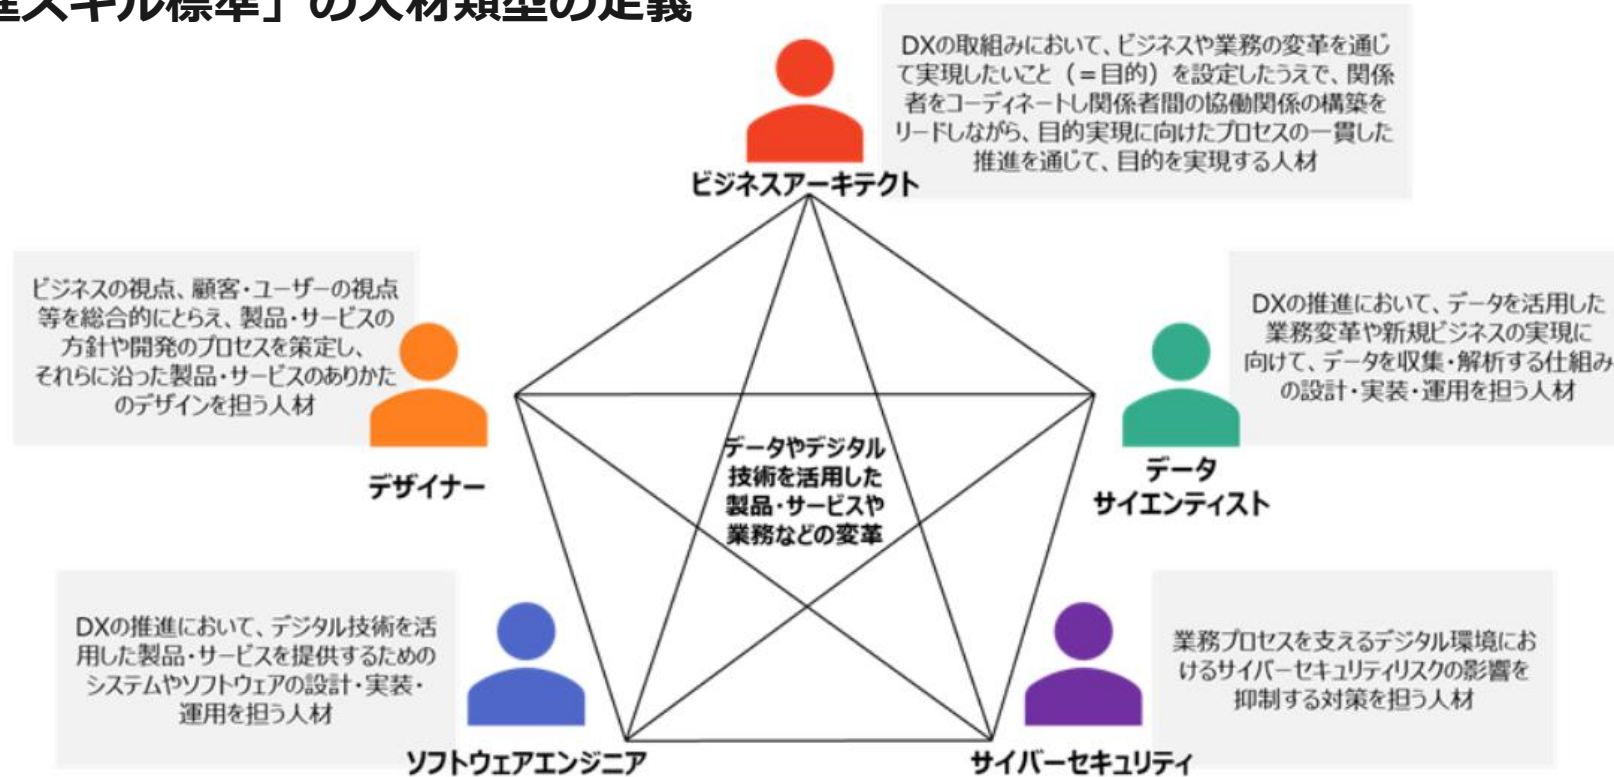 スキル標準」の人材類型の定義
DXの取組みにおいて、ビジネスや業務の変革を通じ
て実現したいこと（＝目的）を設定したうえで、関係
者をコーディネートし関係者間の協働関係の構築を
リードしながら、目的実現に向けたプロセスの一貫した
推進を通じて、目的を実現する人材
ビジネスアーキテクト
ビジネスの視点、顧客・ユーザーの視点
等を総合的にとらえ、製品・サービスの
方針や開発のプロセスを策定し、
それらに沿った製品・サービスのありかた
のデザインを担う人材
デザイナー
DXの推進において、データを活用した
業務変革や新規ビジネスの実現に
向けて、データを収集・解析する仕組み
の設計・実装・運用を担う人材
データ
サイエンティスト
データやデジタル
技術を活用した
製品・サービスや
業務などの変革
DXの推進において、デジタル技術を活
用した製品・サービスを提供するための
システムやソフトウェアの設計・実装・
運用を担う人材
ソフトウェアエンジニア
業務プロセスを支えるデジタル環境にお
けるサイバーセキュリティリスクの影響を
抑制する対策を担う人材
サイバーセキュリティ